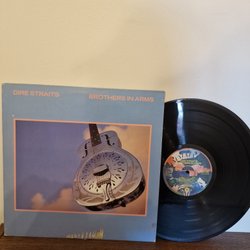 DIRE STRAITS BROTHERS IN ARMS